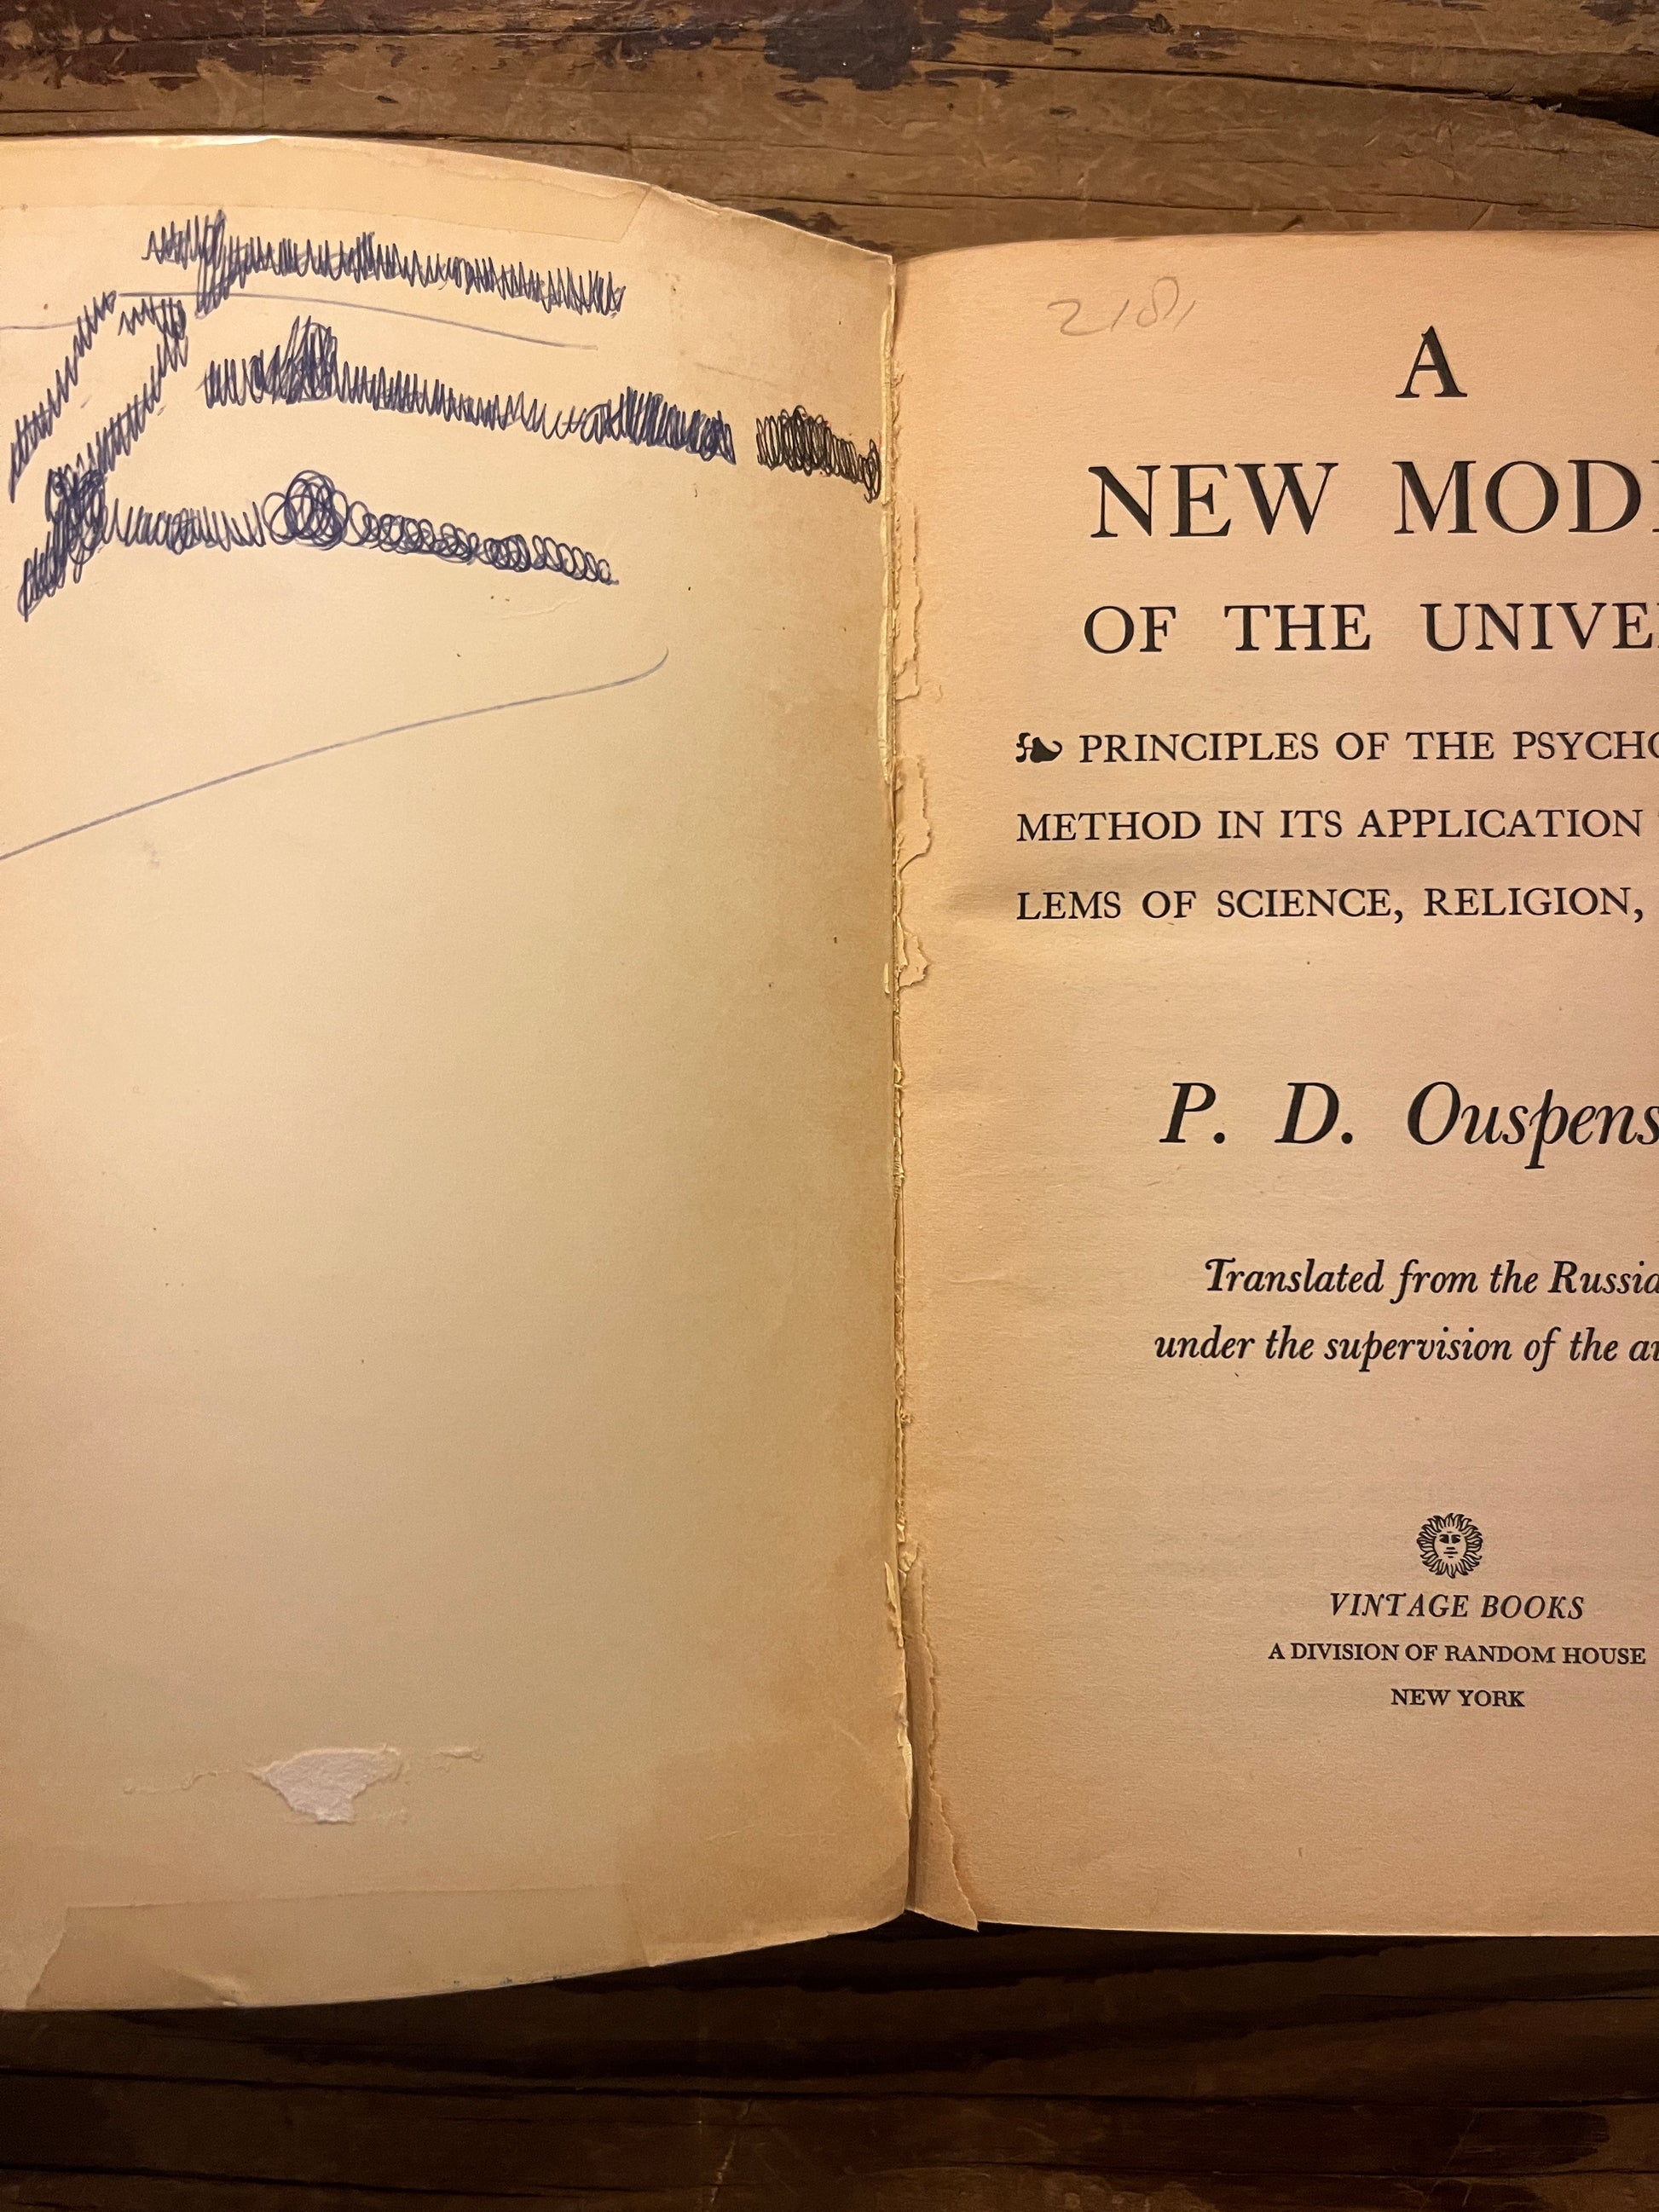 A
NEW MOD
OF THE UNIVE
PRINCIPLES OF THE PSYCHO
METHOD IN ITS APPLICATION
LEMS OF SCIENCE, RELIGION,
P. D. Ouspens
Translated from the Russia
under the supervision of the au
VINTAGE BOOKS
A DIVISION OF RANDOM HOUSE
NEW YORK